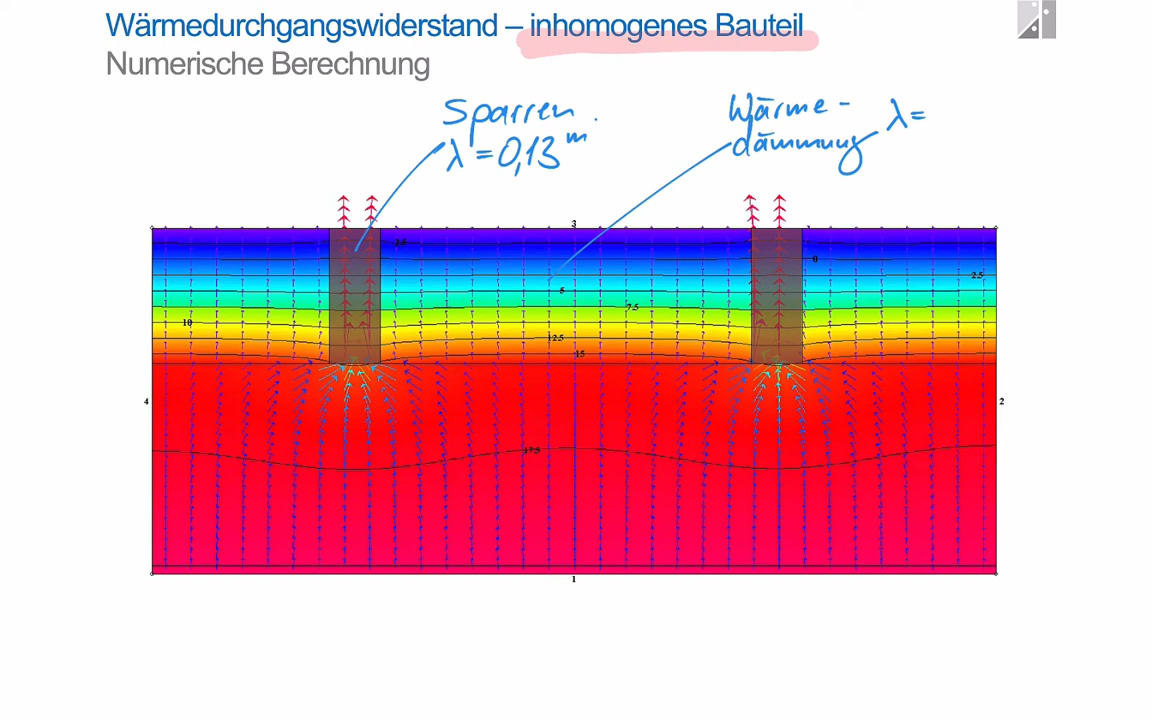 Wärmedurchgangswiderstand – inhomogenes Bauteil
Numerische Berechnung
Sparren
λ = 0,13
Wärme-
dämmung
λ =
3
2.5
0
2.5
5
7.5
10
12.5
15
4
2
17.5
1